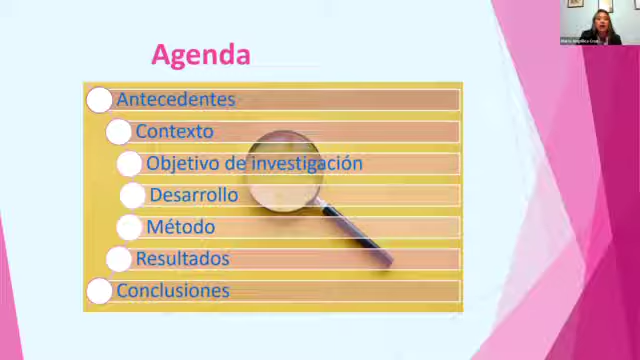 Agenda
Antecedentes
Contexto
Objetivo de investigación
Desarrollo
Método
Resultados
Conclusiones